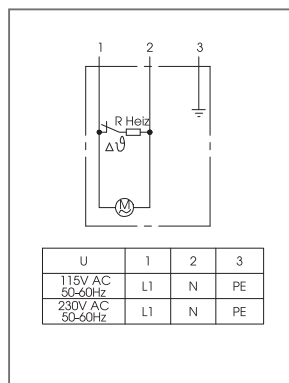 1 2 3
R Heiz
Δϑ
M
U 1 2 3
115V AC
50-60Hz
L1 N PE
230V AC
50-60Hz
L1 N PE